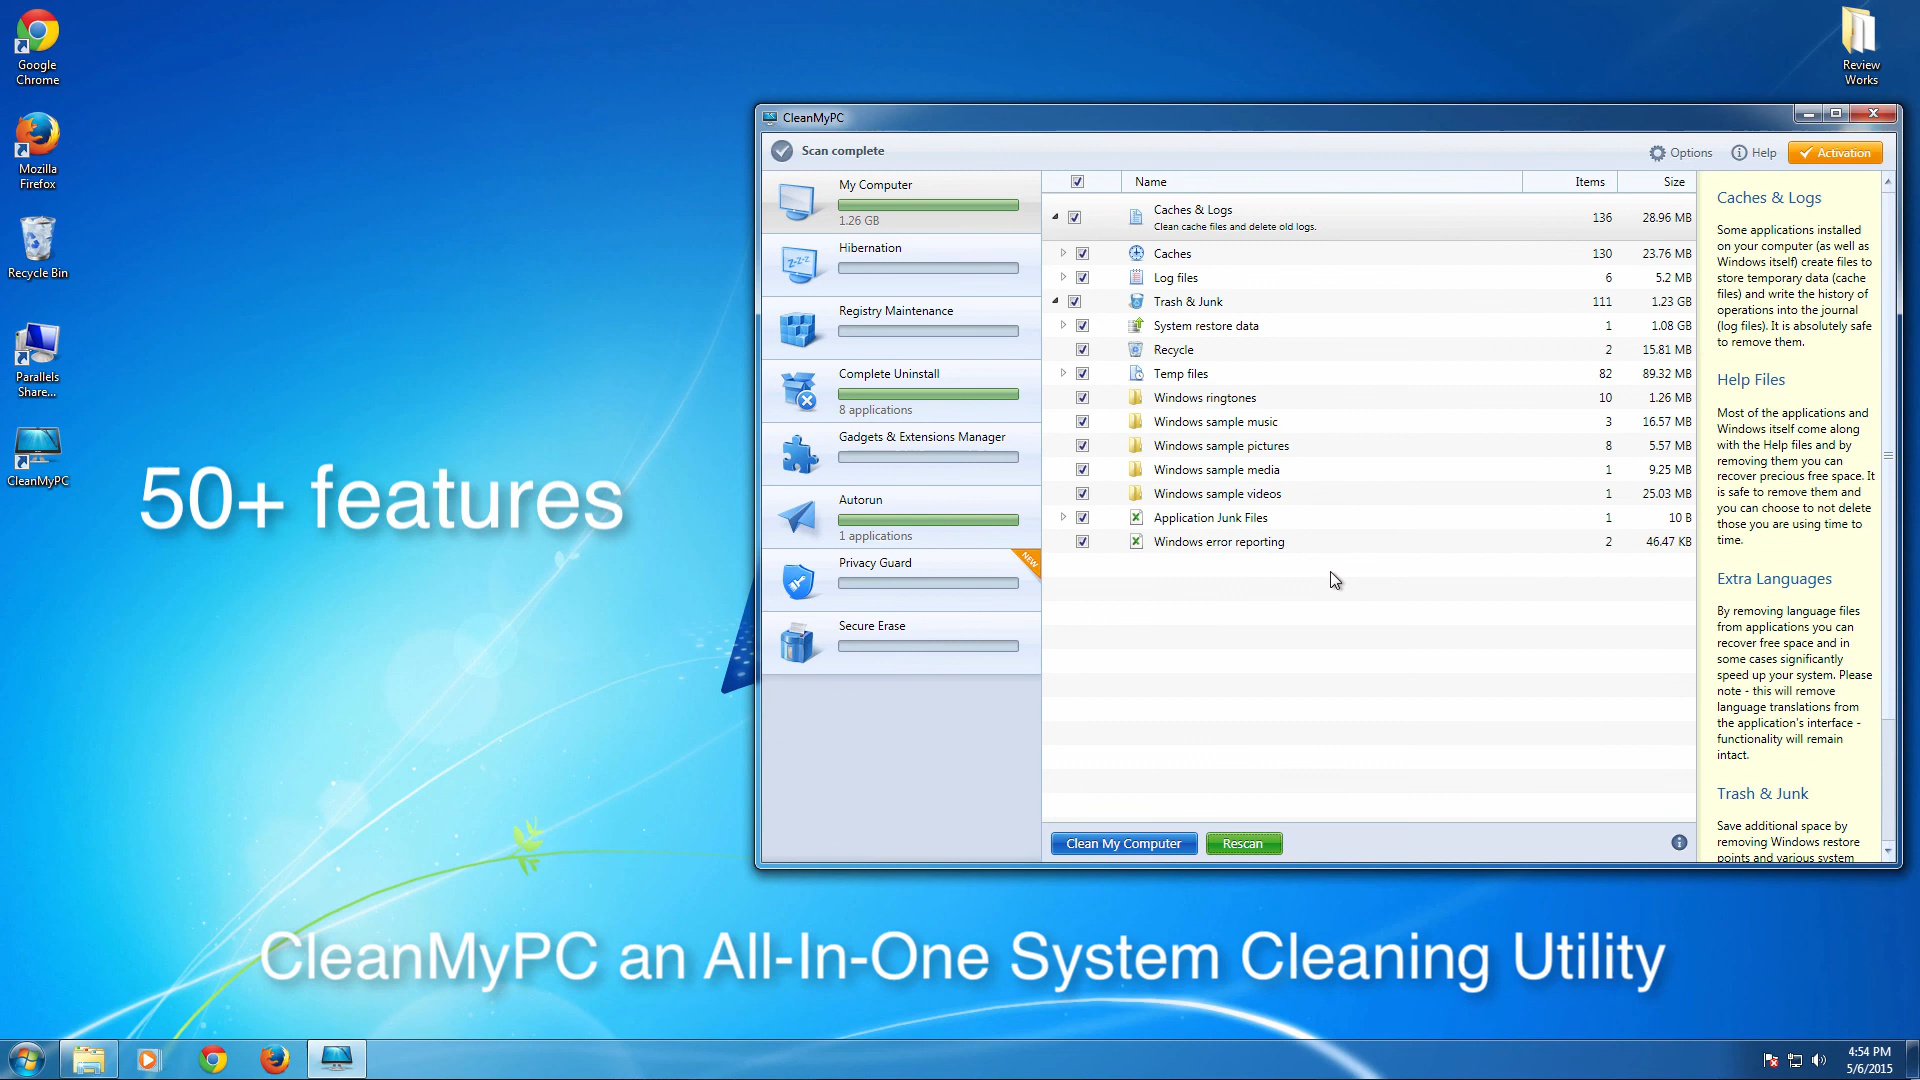 Google
Chrome
Mozilla
Firefox
Recycle Bin
Parallels
Share...
CleanMyPC
Review
Works
50+ features
CleanMyPC
Scan complete
Options
Help
Activation
My Computer
1.26 GB
Hibernation
Registry Maintenance
Complete Uninstall
8 applications
Gadgets & Extensions Manager
Autorun
1 applications
Privacy Guard
NEW
Secure Erase
Name Items Size
Caches & Logs 136 28.96 MB
Clean cache files and delete old logs.
Caches 130 23.76 MB
Log files 6 5.2 MB
Trash & Junk 111 1.23 GB
System restore data 1 1.08 GB
Recycle 2 15.81 MB
Temp files 82 89.32 MB
Windows ringtones 10 1.26 MB
Windows sample music 3 16.57 MB
Windows sample pictures 8 5.57 MB
Windows sample media 1 9.25 MB
Windows sample videos 1 25.03 MB
Application Junk Files 1 10 B
Windows error reporting 2 46.47 KB
Clean My Computer
Rescan
Caches & Logs
Some applications installed
on your computer (as well as
Windows itself) create files to
store temporary data (cache
files) and write the history of
operations into the journal
(log files). It is absolutely safe
to remove them.
Help Files
Most of the applications and
Windows itself come along
with the Help files and by
removing them you can
recover precious free space. It
is safe to remove them and
you can choose to not delete
those you are using time to
time.
Extra Languages
By removing language files
from applications you can
recover free space and in
some cases significantly
speed up your system. Please
note - this will remove
language translations from
the application's interface -
functionality will remain
intact.
Trash & Junk
Save additional space by
removing Windows restore
points and various system
CleanMyPC an All-In-One System Cleaning Utility
4:54 PM
5/6/2015